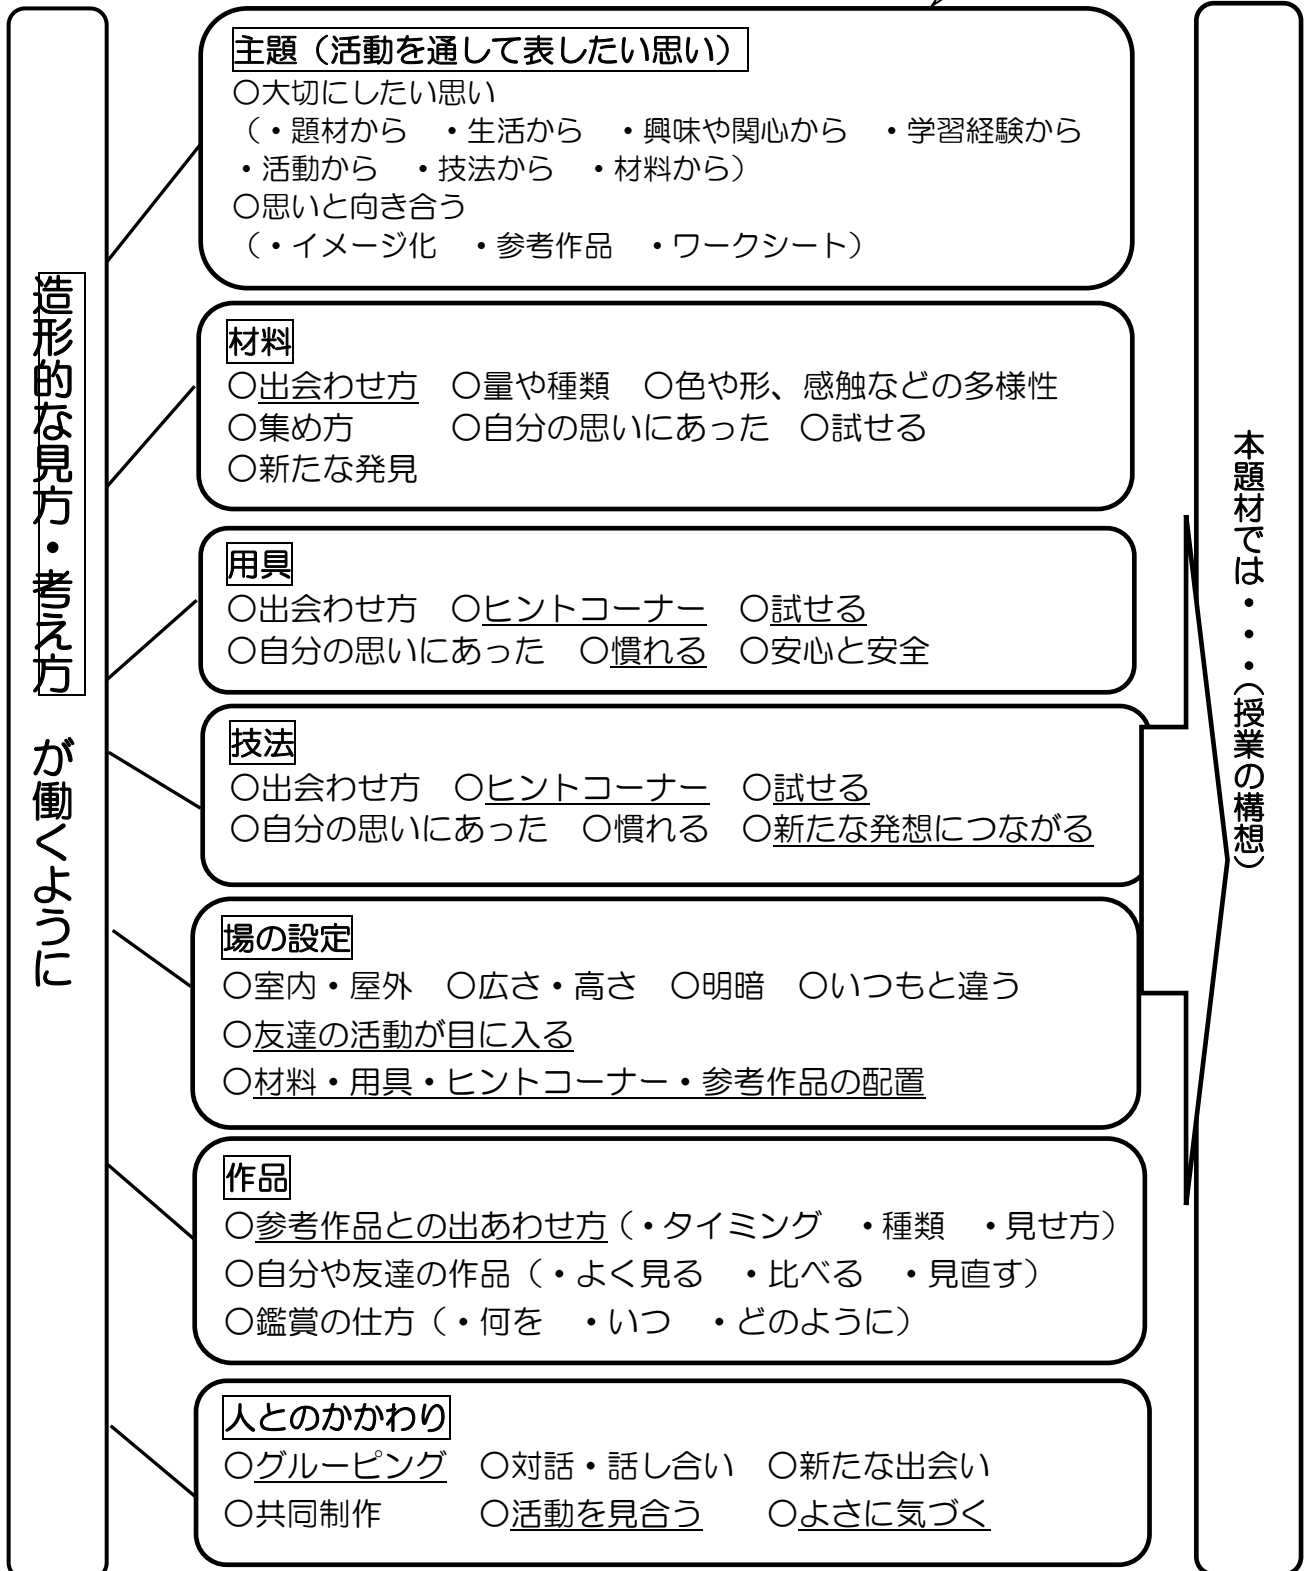 造形的な見方・考え方　が働くように
主題（活動を通して表したい思い）
○大切にしたい思い
（・題材から　・生活から　・興味や関心から　・学習経験から
・活動から　・技法から　・材料から）
○思いと向き合う
（・イメージ化　・参考作品　・ワークシート）
材料
○出会わせ方　○量や種類　○色や形、感触などの多様性
○集め方　　　○自分の思いにあった　○試せる
○新たな発見
用具
○出会わせ方　○ヒントコーナー　○試せる
○自分の思いにあった　○慣れる　○安心と安全
技法
○出会わせ方　○ヒントコーナー　○試せる
○自分の思いにあった　○慣れる　○新たな発想につながる
場の設定
○室内・屋外　○広さ・高さ　○明暗　○いつもと違う
○友達の活動が目に入る
○材料・用具・ヒントコーナー・参考作品の配置
作品
○参考作品との出あわせ方（・タイミング　・種類　・見せ方）
○自分や友達の作品（・よく見る　・比べる　・見直す）
○鑑賞の仕方（・何を　・いつ　・どのように）
人とのかかわり
○グルーピング　○対話・話し合い　○新たな出会い
○共同制作　　　○活動を見合う　　○よさに気づく
本題材では・・・（授業の構想）